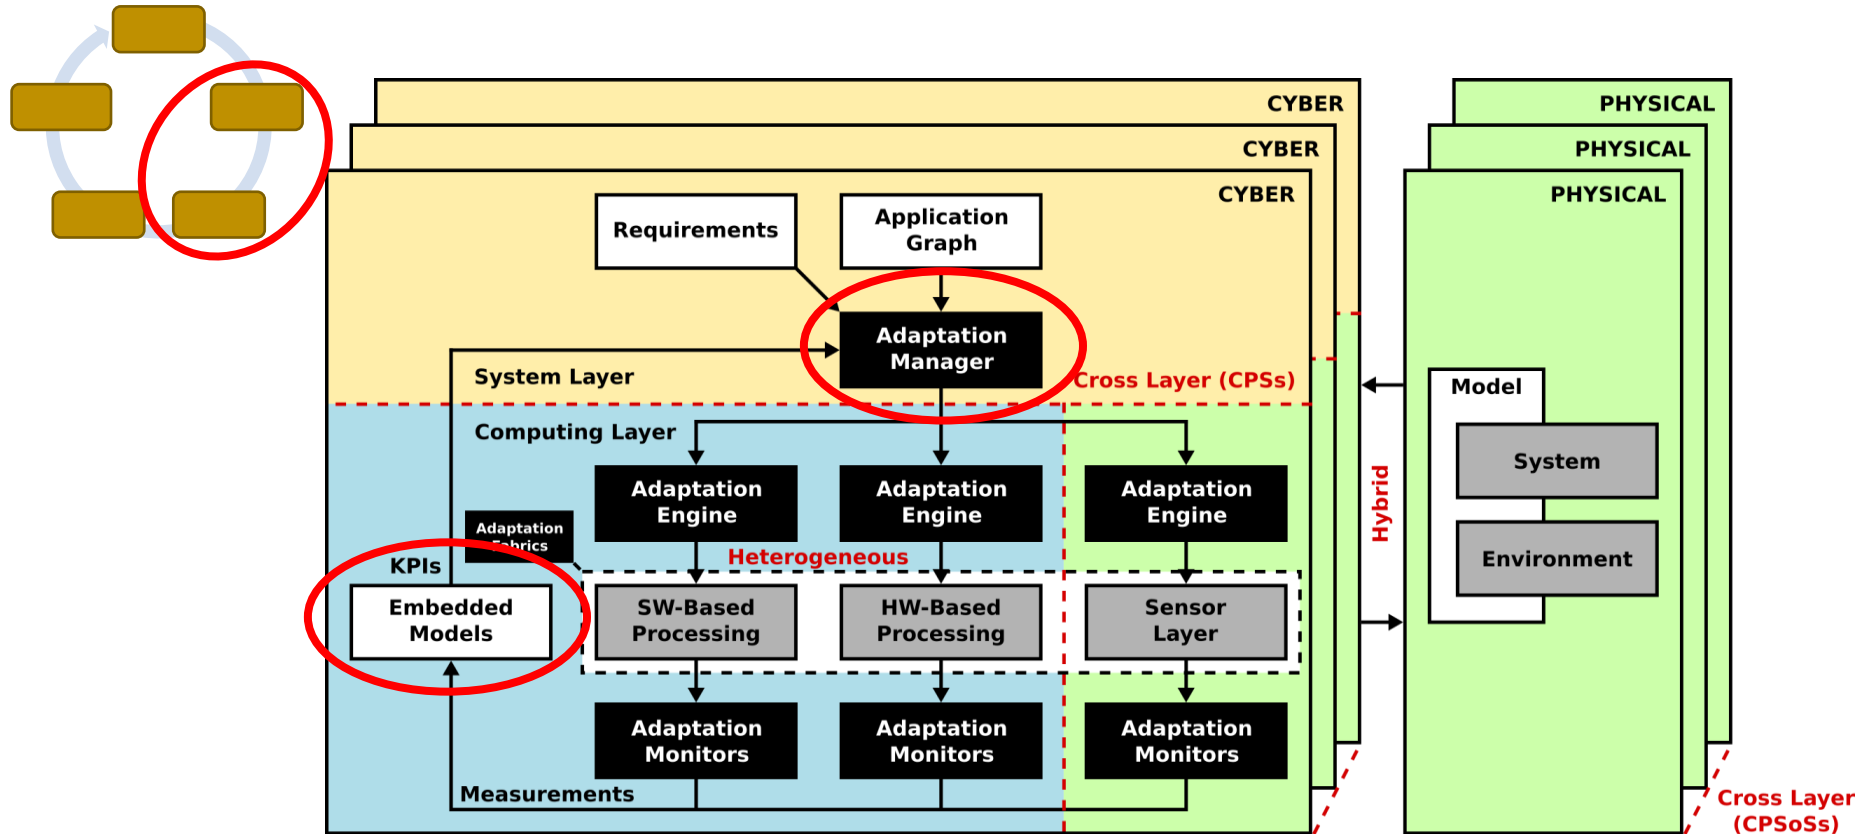 CYBER
PHYSICAL
CYBER
PHYSICAL
CYBER
PHYSICAL
Requirements
Application
Graph
Adaptation
Manager
System Layer
Cross Layer (CPSs)
Computing Layer
Model
System
Environment
Hybrid
Adaptation
Engine
Adaptation
Engine
Adaptation
Engine
Adaptation
Fabrics
Heterogeneous
KPIs
Embedded
Models
SW-Based
Processing
HW-Based
Processing
Sensor
Layer
Adaptation
Monitors
Adaptation
Monitors
Adaptation
Monitors
Measurements
Cross Layer
(CPSoSs)